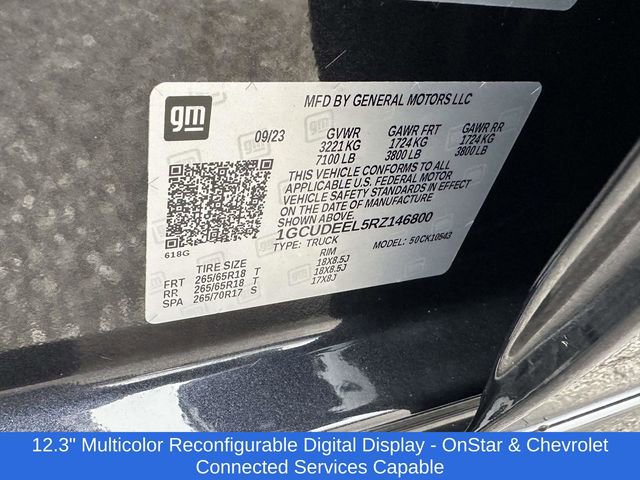 gm
MFD BY GENERAL MOTORS LLC
09/23 GVWR GAWR FRT GAWR RR
3221 KG 1724 KG 1724 KG
7100 LB 3800 LB 3800 LB
THIS VEHICLE CONFORMS TO ALL
APPLICABLE U.S. FEDERAL MOTOR
VEHICLE SAFETY STANDARDS IN EFFECT
ON THE DATE OF MANUFACTURE
SHOWN ABOVE.
1GCUDEEL5RZ146800
TYPE: TRUCK MODEL: 50CK10543
618G
TIRE SIZE RIM
FRT 265/65R18 T 18X8.5J
RR 265/65R18 T 18X8.5J
SPA 265/70R17 S 17X8J
12.3" Multicolor Reconfigurable Digital Display - OnStar & Chevrolet
Connected Services Capable